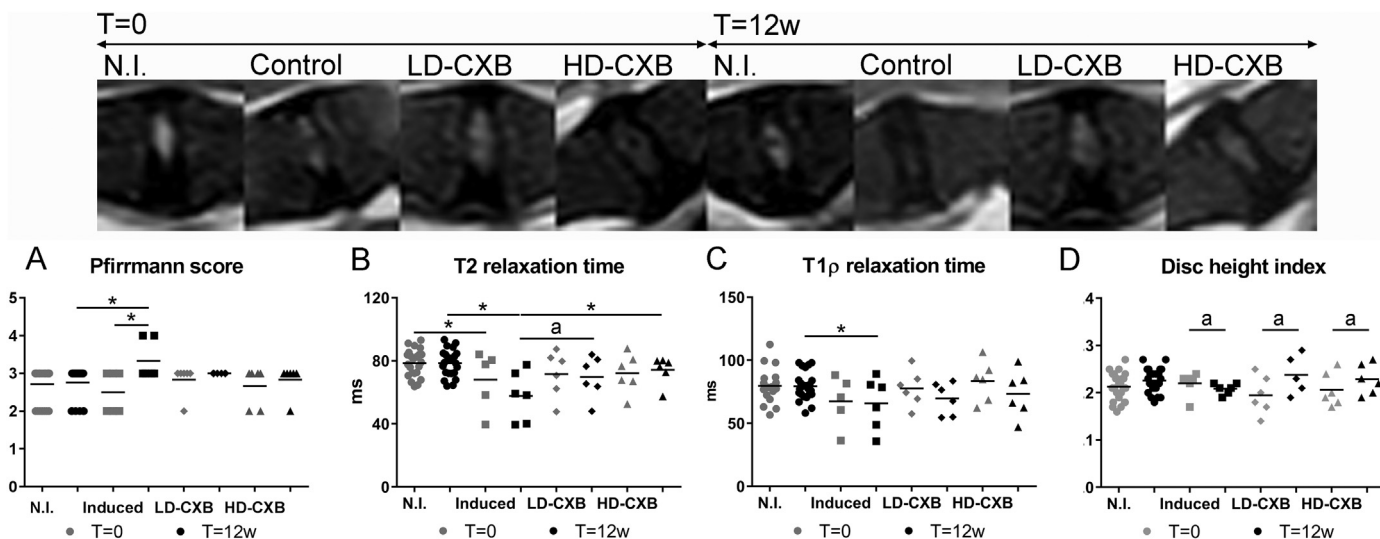 T=0 T=12w
N.I. Control LD-CXB HD-CXB N.I. Control LD-CXB HD-CXB
A Pfirrmann score
5
4
3
2
1
0
* *
N.I. Induced LD-CXB HD-CXB
T=0 T=12w
B T2 relaxation time
ms
120
80
40
0
* * a *
N.I. Induced LD-CXB HD-CXB
T=0 T=12w
C T1ρ relaxation time
ms
150
100
50
0
*
N.I. Induced LD-CXB HD-CXB
T=0 T=12w
D Disc height index
.4
.3
.2
.1
0
a a a
N.I. Induced LD-CXB HD-CXB
T=0 T=12w